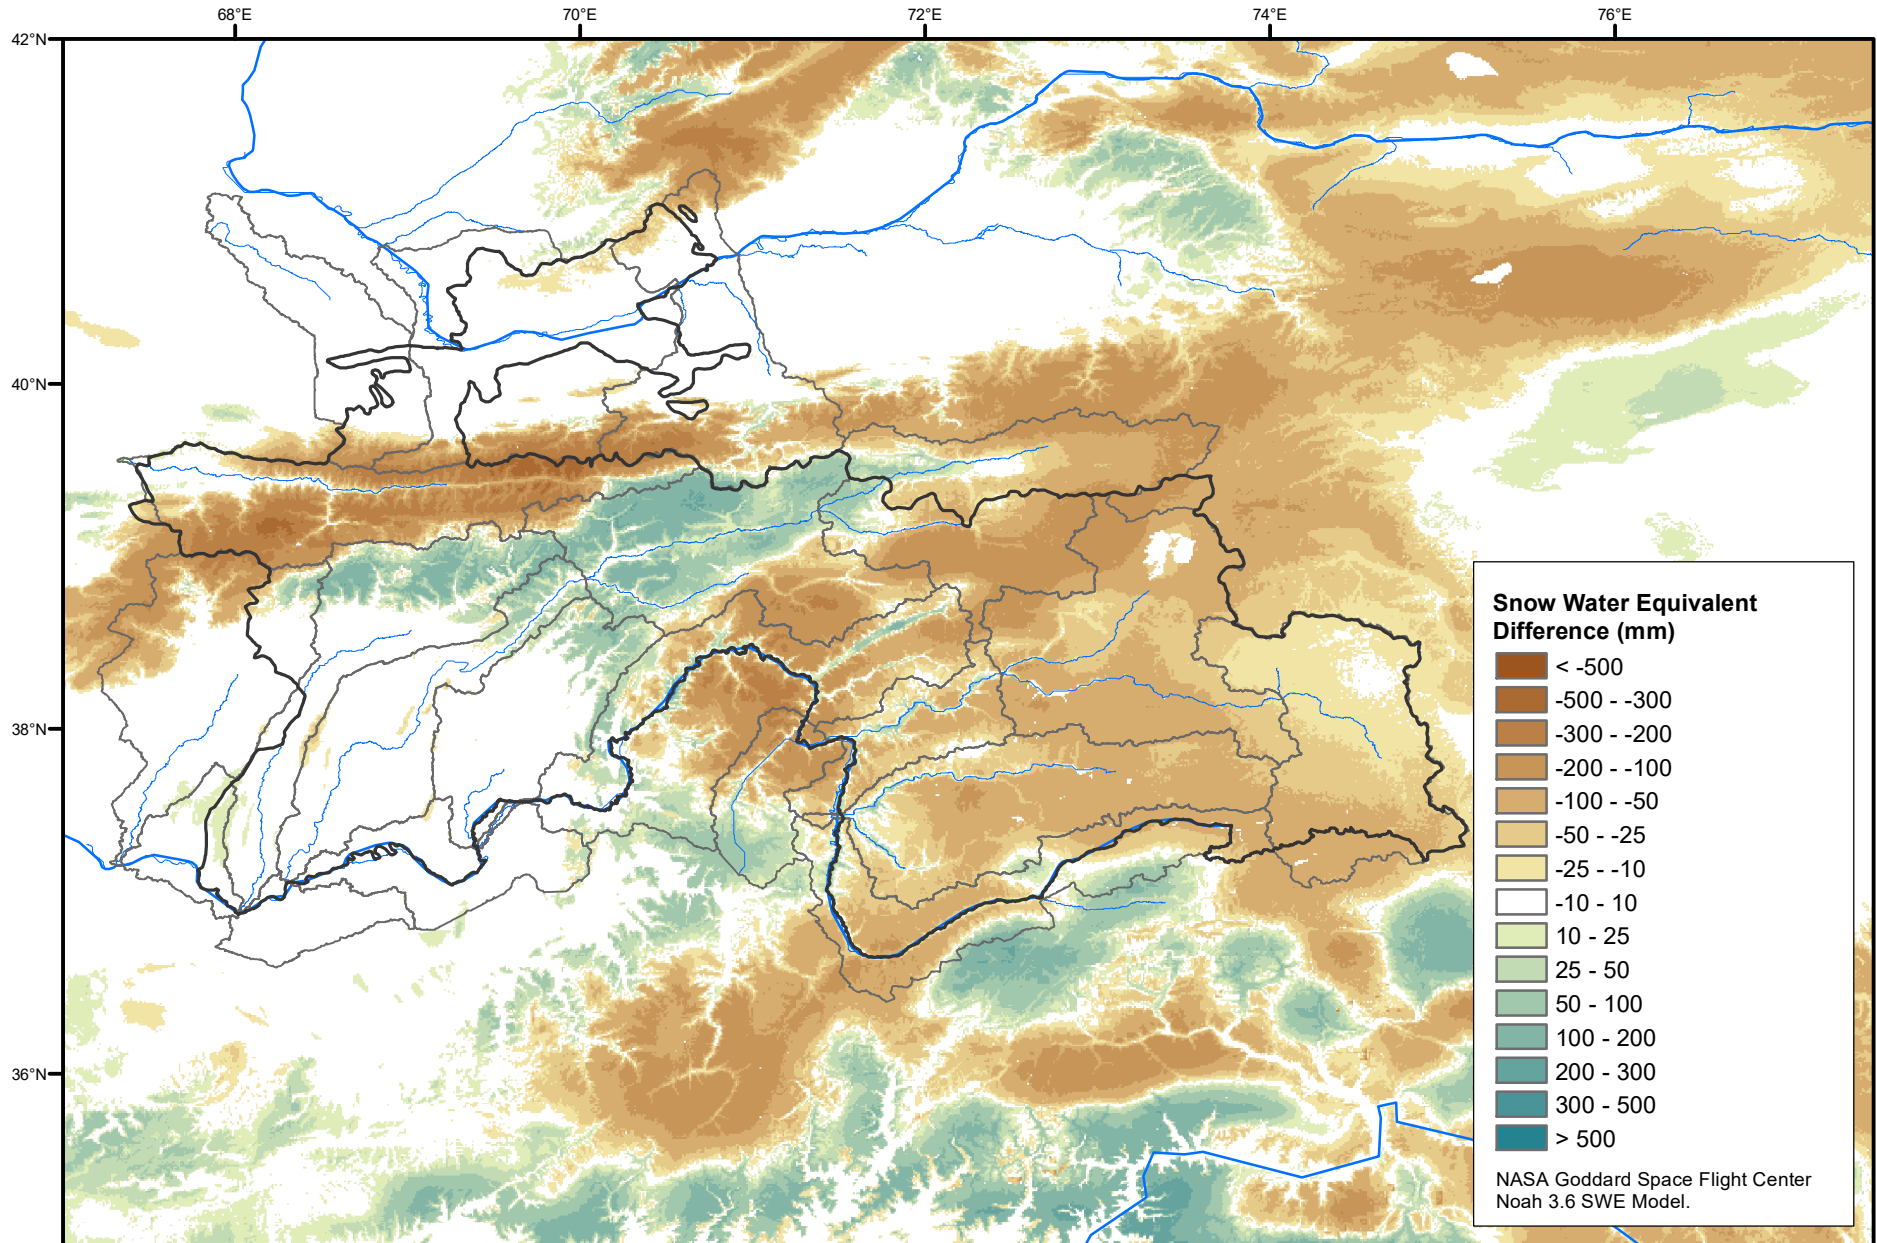 68°E
70°E
72°E
74°E
76°E
42°N
40°N
38°N
36°N
Snow Water Equivalent
Difference (mm)
< -500
-500 - -300
-300 - -200
-200 - -100
-100 - -50
-50 - -25
-25 - -10
-10 - 10
10 - 25
25 - 50
50 - 100
100 - 200
200 - 300
300 - 500
> 500
NASA Goddard Space Flight Center
Noah 3.6 SWE Model.